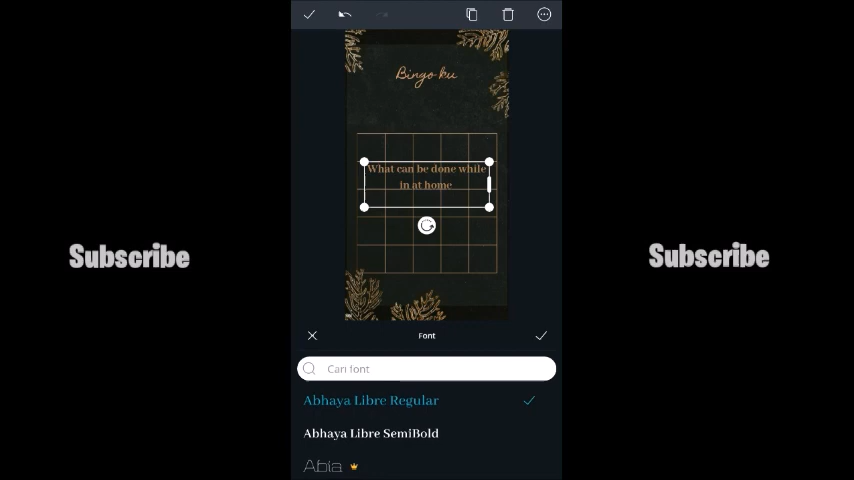 Bingo ku
What can be done while
in at home
Subscribe
Subscribe
Font
Cari font
Abhaya Libre Regular
Abhaya Libre SemiBold
Abia